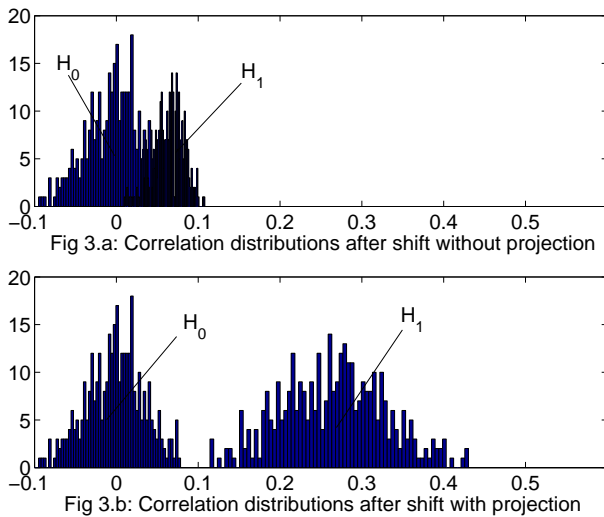 20
15
10
5
0
H0
H1
−0.1 0 0.1 0.2 0.3 0.4 0.5
Fig 3.a: Correlation distributions after shift without projection
20
15
10
5
0
H0
H1
−0.1 0 0.1 0.2 0.3 0.4 0.5
Fig 3.b: Correlation distributions after shift with projection